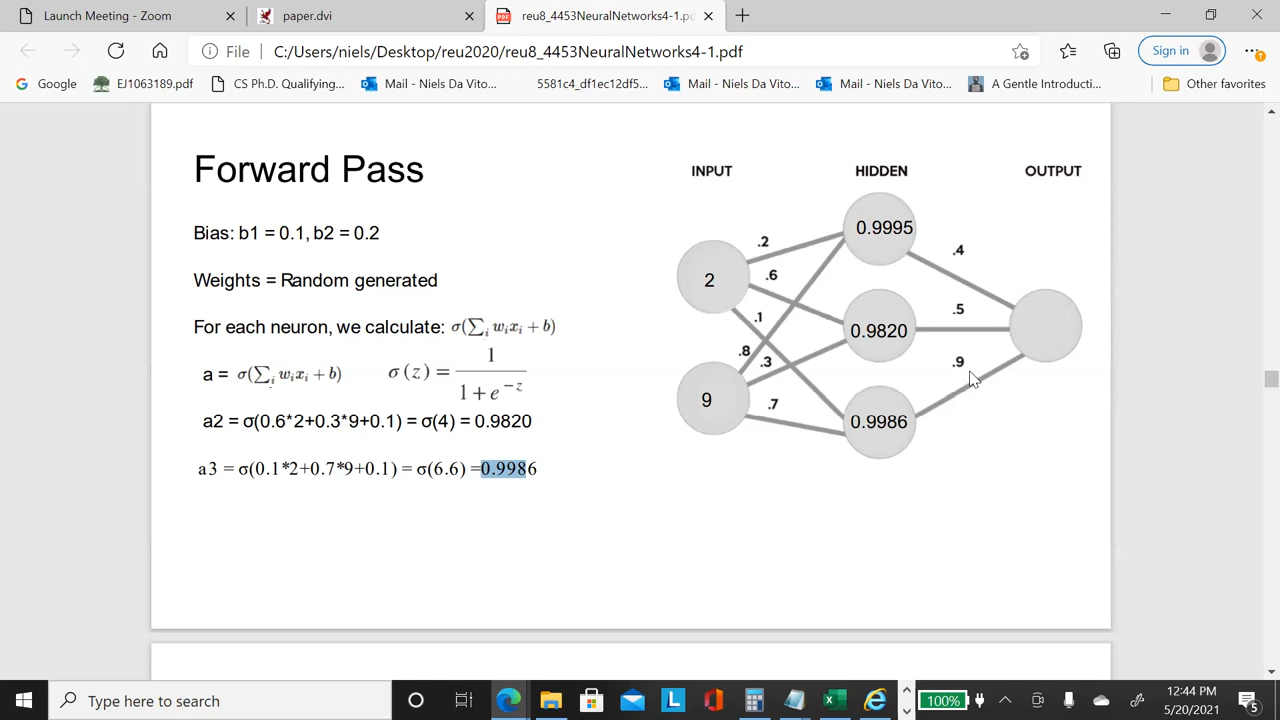 Launch Meeting - Zoom
paper.dvi
reu8_4453NeuralNetworks4-1.pd
File
C:/Users/niels/Desktop/reu2020/reu8_4453NeuralNetworks4-1.pdf
Sign in
Google
EJ1063189.pdf
CS Ph.D. Qualifying...
Mail - Niels Da Vito...
5581c4_df1ec12df5...
Mail - Niels Da Vito...
Mail - Niels Da Vito...
A Gentle Introducti...
Other favorites
Forward Pass
Bias: b1 = 0.1, b2 = 0.2
Weights = Random generated
For each neuron, we calculate: σ(∑ᵢ wᵢxᵢ + b)
a = σ(∑ᵢ wᵢxᵢ + b)
σ(z) = 1 / (1 + e^−z)
a2 = σ(0.6*2+0.3*9+0.1) = σ(4) = 0.9820
a3 = σ(0.1*2+0.7*9+0.1) = σ(6.6) =0.9986
INPUT
HIDDEN
OUTPUT
0.9995
.2
.4
.6
2
.1
.5
0.9820
.8
.3
.9
9
.7
0.9986
Type here to search
100%
12:44 PM
5/20/2021
5